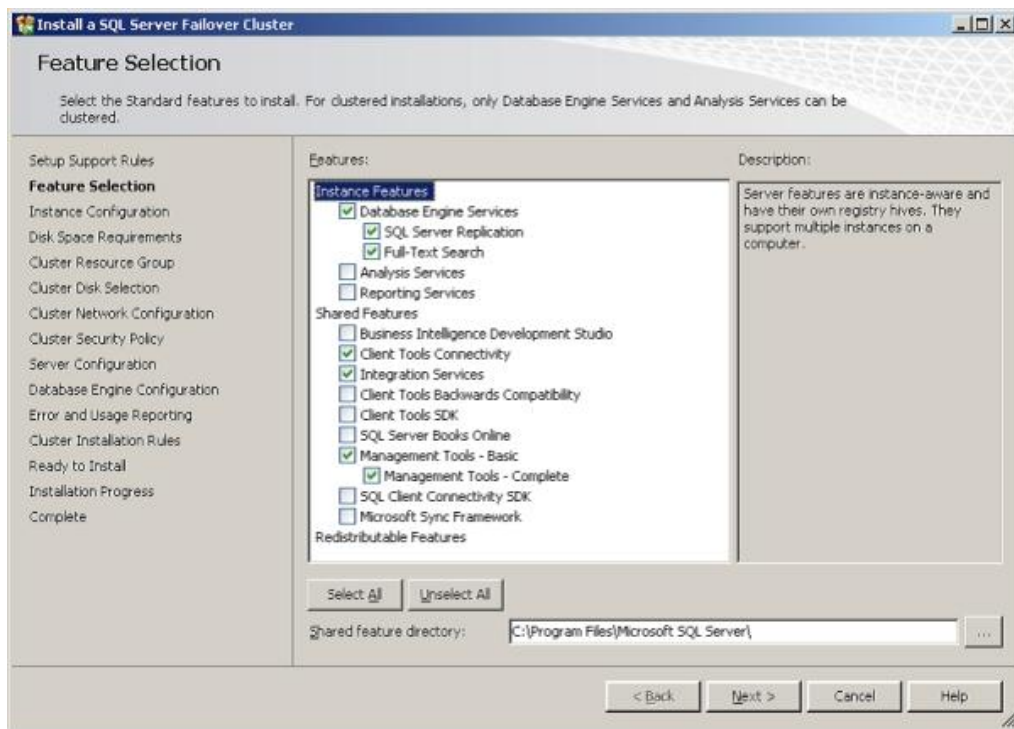 Install a SQL Server Failover Cluster
Feature Selection
Select the Standard features to install. For clustered installations, only Database Engine Services and Analysis Services can be
clustered.
Setup Support Rules
Feature Selection
Instance Configuration
Disk Space Requirements
Cluster Resource Group
Cluster Disk Selection
Cluster Network Configuration
Cluster Security Policy
Server Configuration
Database Engine Configuration
Error and Usage Reporting
Cluster Installation Rules
Ready to Install
Installation Progress
Complete
Features:
Instance Features
Database Engine Services
SQL Server Replication
Full-Text Search
Analysis Services
Reporting Services
Shared Features
Business Intelligence Development Studio
Client Tools Connectivity
Integration Services
Client Tools Backwards Compatibility
Client Tools SDK
SQL Server Books Online
Management Tools - Basic
Management Tools - Complete
SQL Client Connectivity SDK
Microsoft Sync Framework
Redistributable Features
Description:
Server features are instance-aware and
have their own registry hives. They
support multiple instances on a
computer.
Select All
Unselect All
Shared feature directory:
C:\Program Files\Microsoft SQL Server\
...
< Back
Next >
Cancel
Help